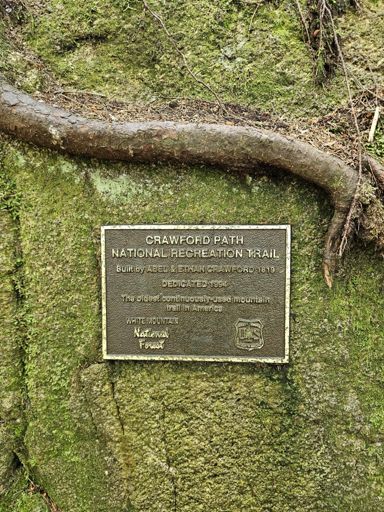 CRAWFORD PATH
NATIONAL RECREATION TRAIL
Built by ABEL & ETHAN CRAWFORD 1819
DEDICATED 1994
The oldest continuously-used mountain
trail in America
WHITE MOUNTAIN
National
Forest